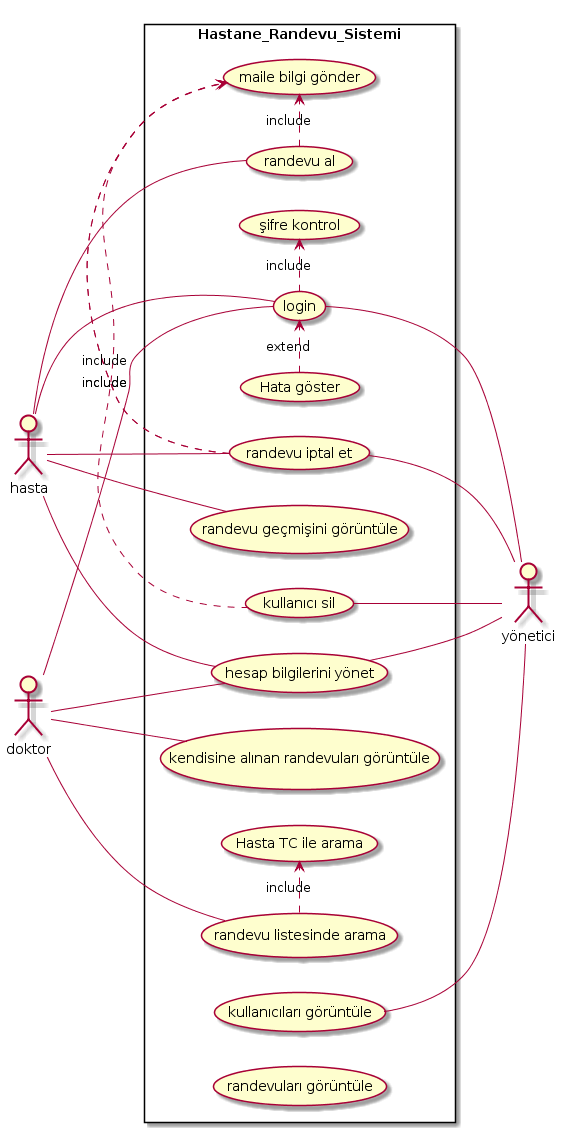 Hastane_Randevu_Sistemi
maile bilgi gönder
include
randevu al
şifre kontrol
include
login
extend
include
include
Hata göster
hasta
randevu iptal et
randevu geçmişini görüntüle
yönetici
kullanıcı sil
hesap bilgilerini yönet
doktor
kendisine alınan randevuları görüntüle
Hasta TC ile arama
include
randevu listesinde arama
kullanıcıları görüntüle
randevuları görüntüle